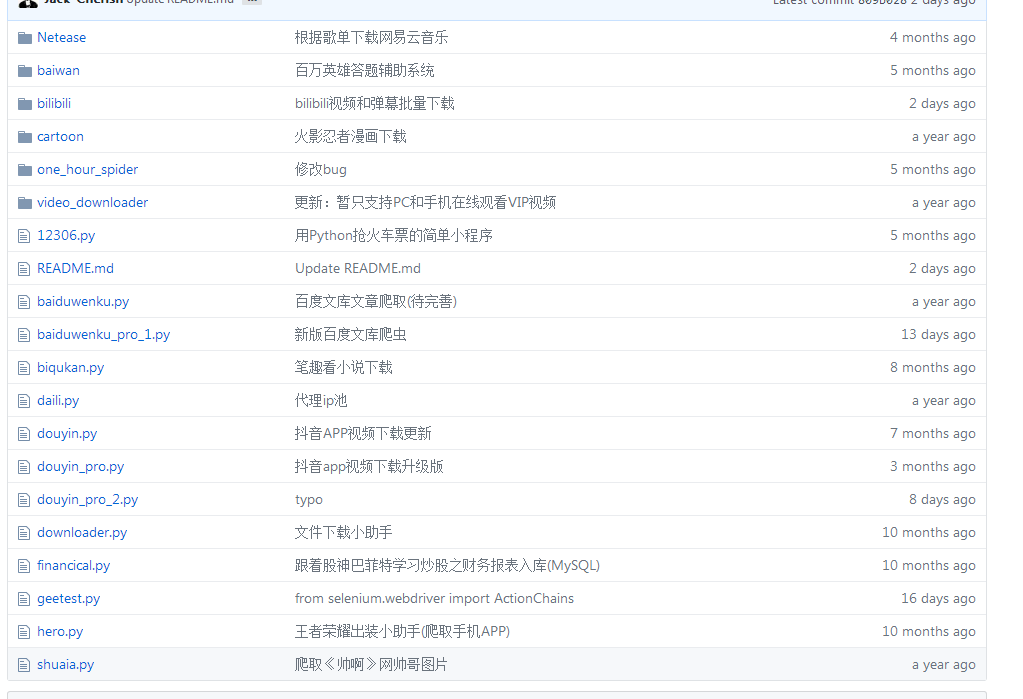 Jack-Cherish Update README.md ... Latest commit 809b028 2 days ago
Netease 根据歌单下载网易云音乐 4 months ago
baiwan 百万英雄答题辅助系统 5 months ago
bilibili bilibili视频和弹幕批量下载 2 days ago
cartoon 火影忍者漫画下载 a year ago
one_hour_spider 修改bug 5 months ago
video_downloader 更新：暂只支持PC和手机在线观看VIP视频 a year ago
12306.py 用Python抢火车票的简单小程序 5 months ago
README.md Update README.md 2 days ago
baiduwenku.py 百度文库文章爬取(待完善) a year ago
baiduwenku_pro_1.py 新版百度文库爬虫 13 days ago
biqukan.py 笔趣看小说下载 8 months ago
daili.py 代理ip池 a year ago
douyin.py 抖音APP视频下载更新 7 months ago
douyin_pro.py 抖音app视频下载升级版 3 months ago
douyin_pro_2.py typo 8 days ago
downloader.py 文件下载小助手 10 months ago
financical.py 跟着股神巴菲特学习炒股之财务报表入库(MySQL) 10 months ago
geetest.py from selenium.webdriver import ActionChains 16 days ago
hero.py 王者荣耀出装小助手(爬取手机APP) 10 months ago
shuaia.py 爬取《帅啊》网帅哥图片 a year ago